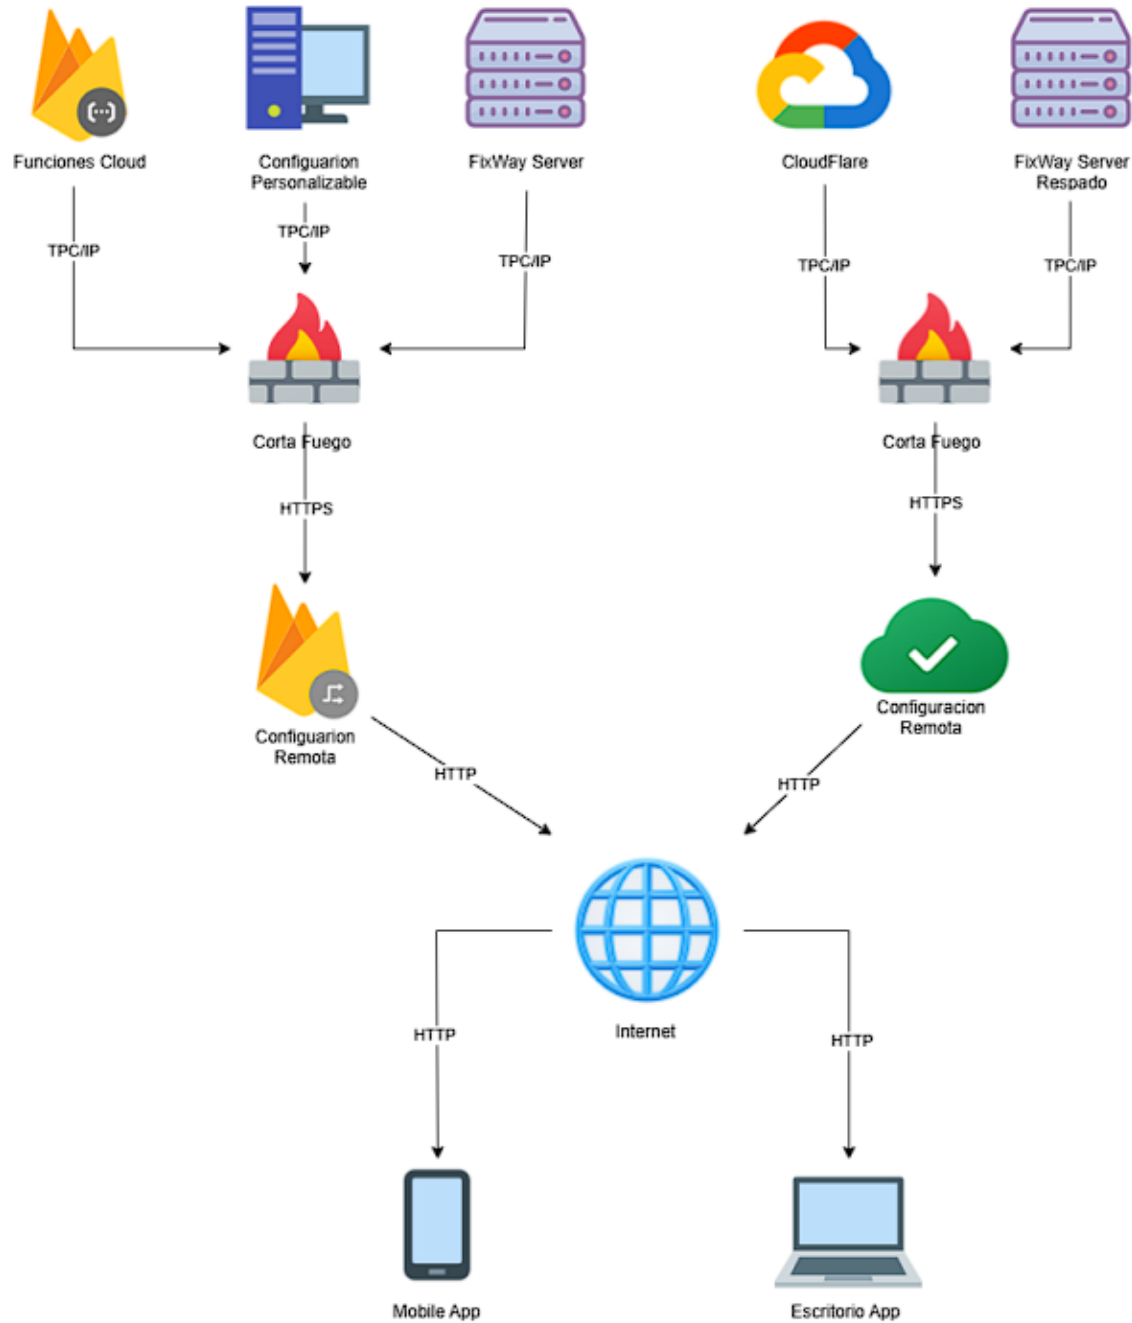 Funciones Cloud
Configuarion
Personalizable
FixWay Server
CloudFlare
FixWay Server
Respado
TPC/IP
TPC/IP
TPC/IP
TPC/IP
TPC/IP
Corta Fuego
Corta Fuego
HTTPS
HTTPS
Configuarion
Remota
Configuracion
Remota
HTTP
HTTP
Internet
HTTP
HTTP
Mobile App
Escritorio App